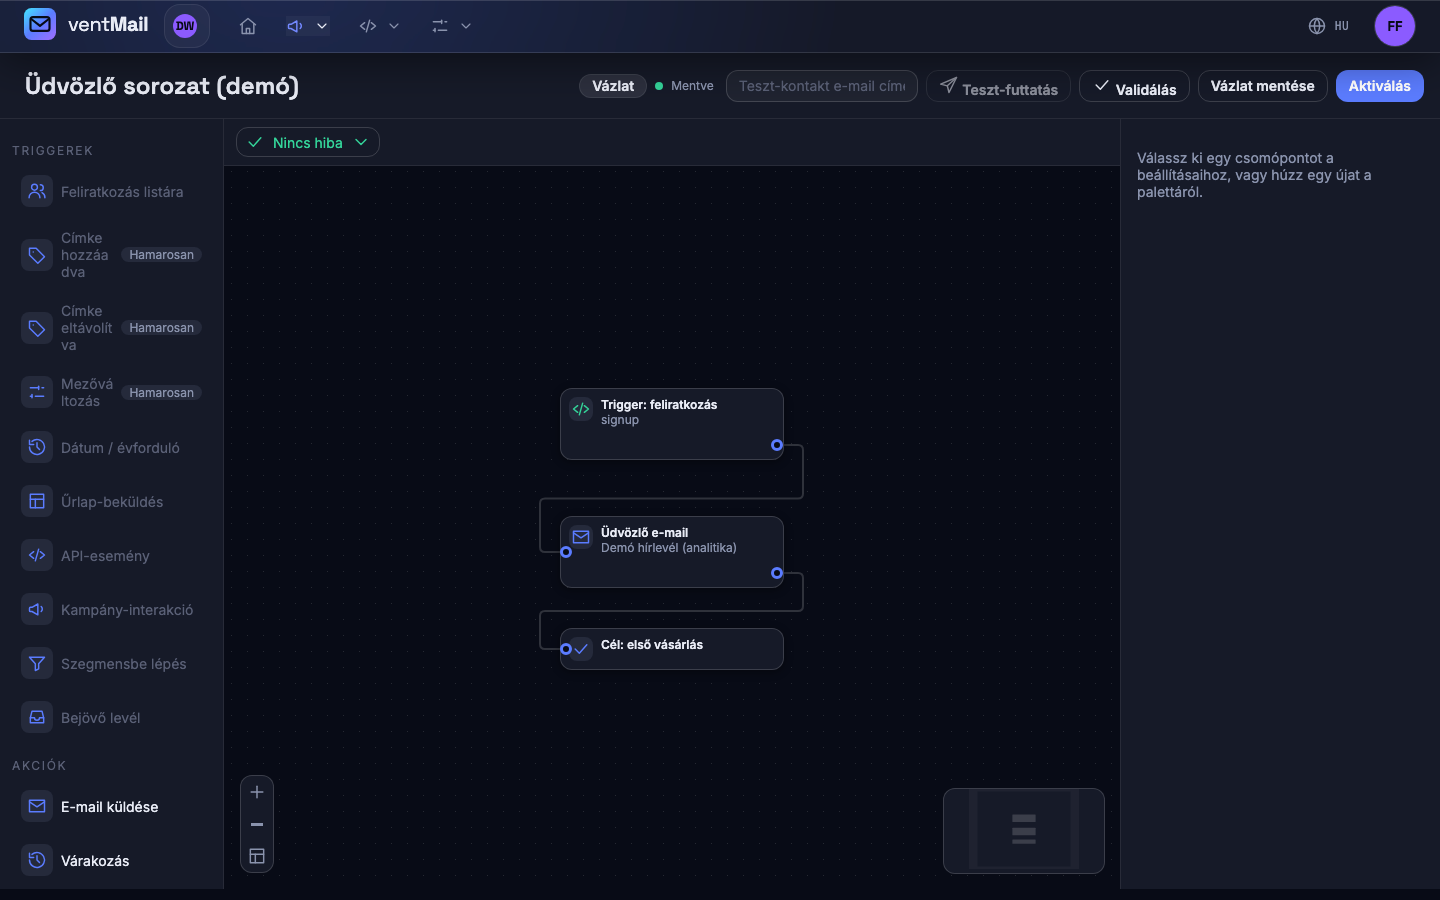 ventMail
DW
HU
FF
Üdvözlő sorozat (demó)
Vázlat
Mentve
Teszt-kontakt e-mail címe
Teszt-futtatás
Validálás
Vázlat mentése
Aktiválás
TRIGGEREK
Feliratkozás listára
Címke
hozzáa
dva
Hamarosan
Címke
eltávolít
va
Hamarosan
Mezővá
ltozás
Hamarosan
Dátum / évforduló
Űrlap-beküldés
API-esemény
Kampány-interakció
Szegmensbe lépés
Bejövő levél
AKCIÓK
E-mail küldése
Várakozás
Nincs hiba
Trigger: feliratkozás
signup
Üdvözlő e-mail
Demó hírlevél (analitika)
Cél: első vásárlás
Válassz ki egy csomópontot a
beállításaihoz, vagy húzz egy újat a
palettáról.